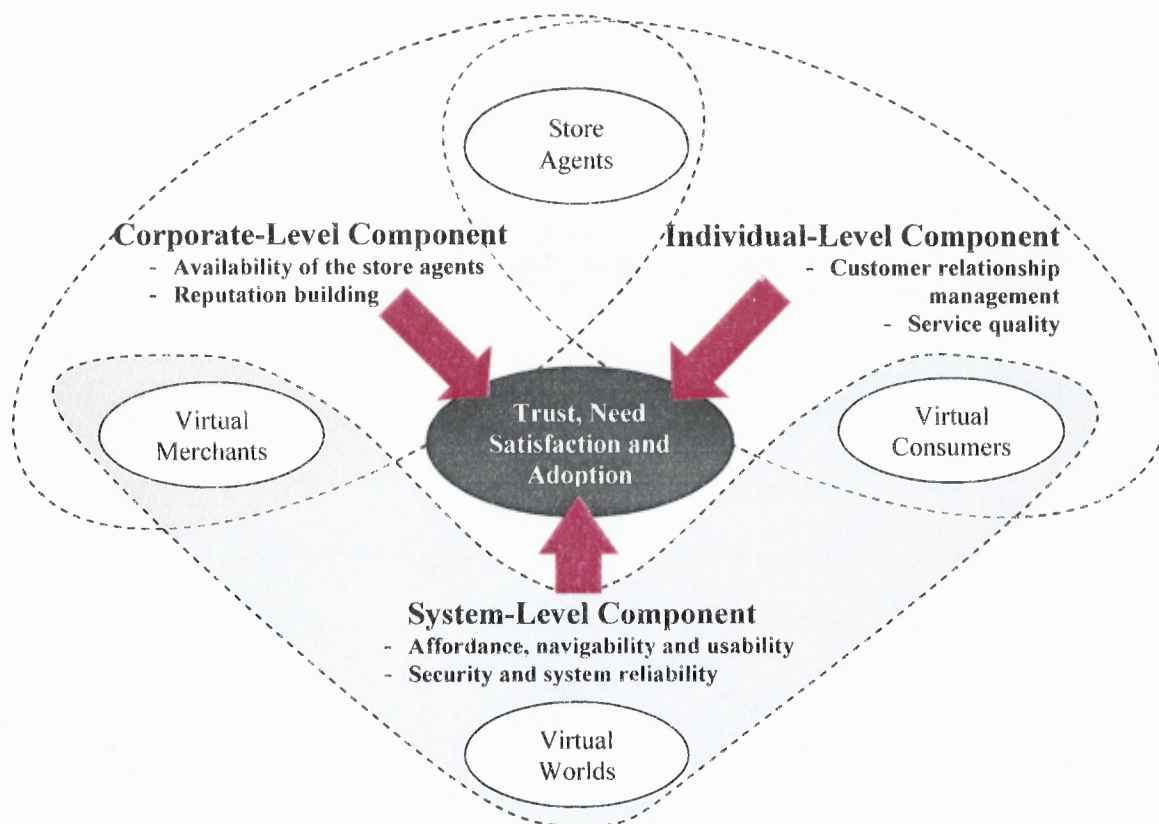 Store
Agents
Corporate-Level Component
- Availability of the store agents
- Reputation building
Individual-Level Component
- Customer relationship
management
- Service quality
Virtual
Merchants
Trust, Need
Satisfaction and
Adoption
Virtual
Consumers
System-Level Component
- Affordance, navigability and usability
- Security and system reliability
Virtual
Worlds